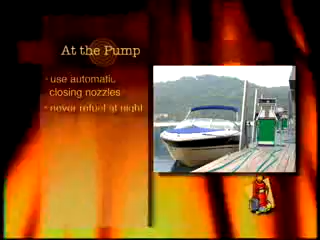 At the Pump
• use automatic
closing nozzles
• never refuel at night